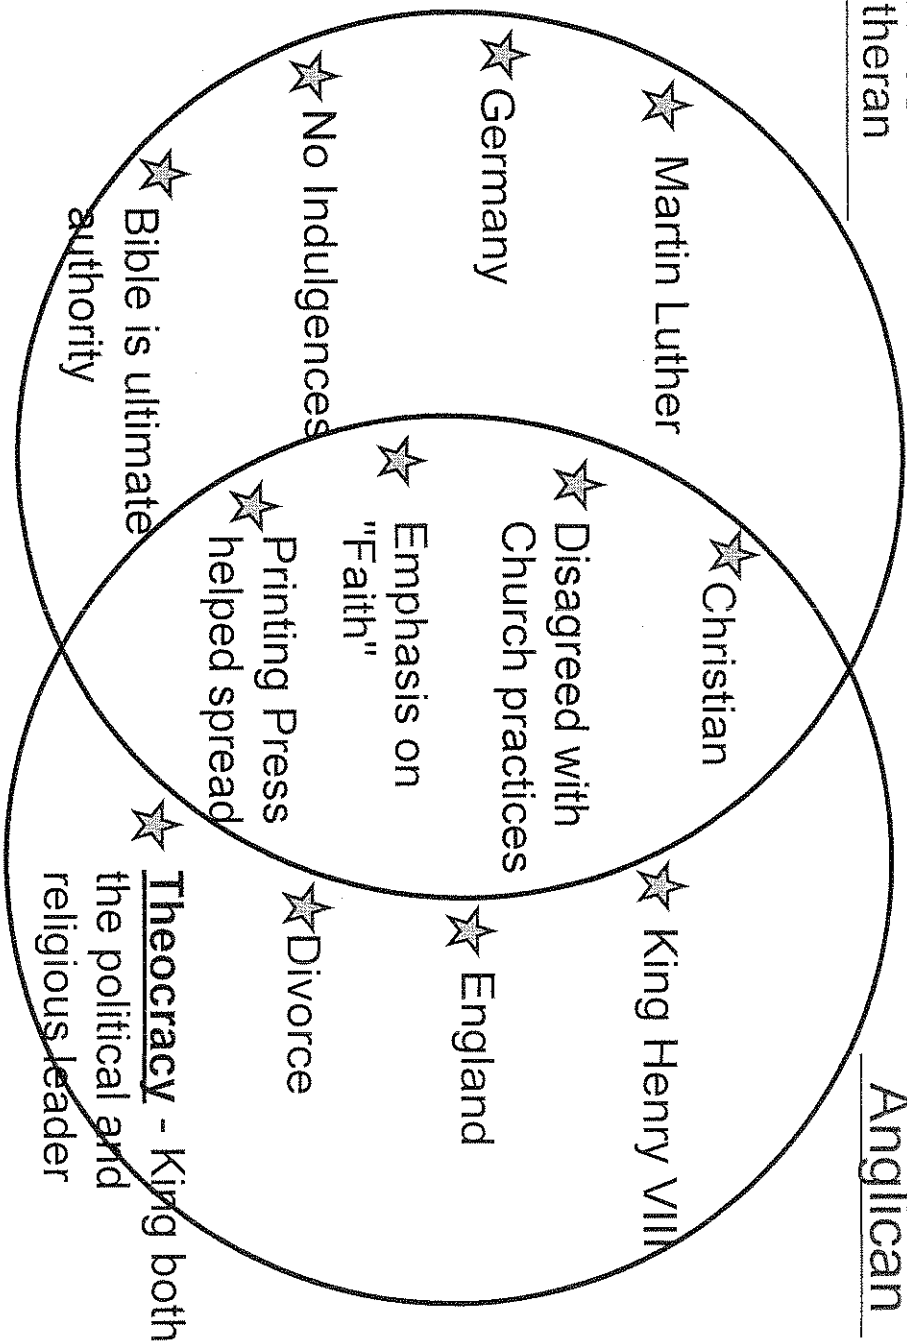 theran
Anglican
Martin Luther
Germany
No Indulgences
Bible is ultimate
authority
Christian
Disagreed with
Church practices
Emphasis on
"Faith"
Printing Press
helped spread
King Henry VIII
England
Divorce
Theocracy - King both
the political and
religious leader